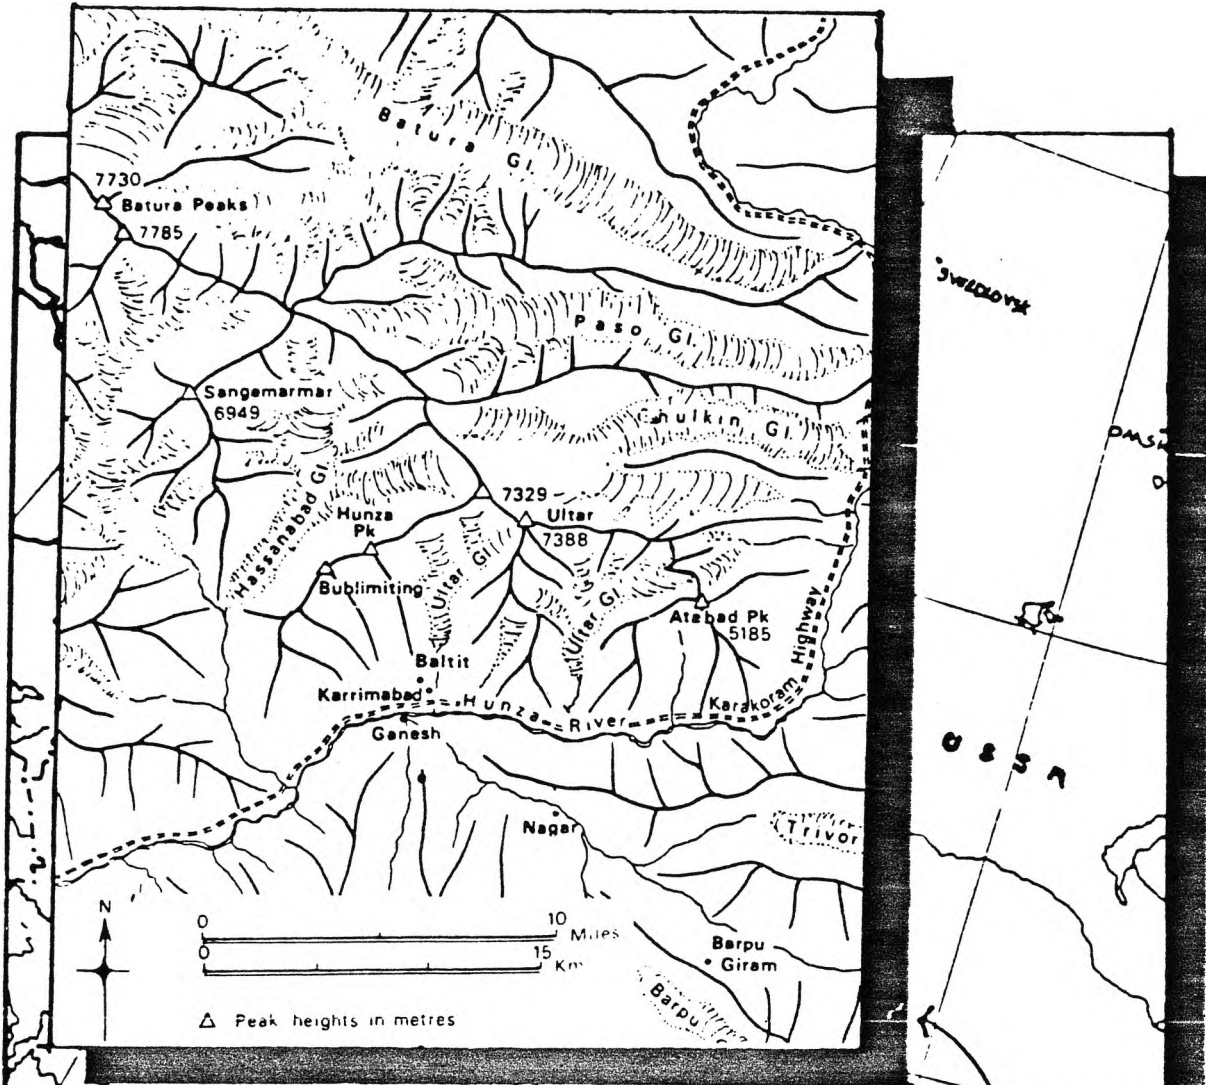 Batura Gl.
7730
Batura Peaks
7785
Paso Gl.
Sangemarmar
6949
Ghulkin Gl.
Hassanabad Gl.
7329
Hunza
Pk
Ultar
7388
Bublimiting
Ultar Gl.
Ultar Gl.
Atabad Pk
5185
Highway
Karakoram
Baltit
Karrimabad
Hunza River
Ganesh
Nagar
Trivor
N
0 10 Miles
0 15 Km
Barpu
Giram
Barpu
△ Peak heights in metres
OMSK
U S S R